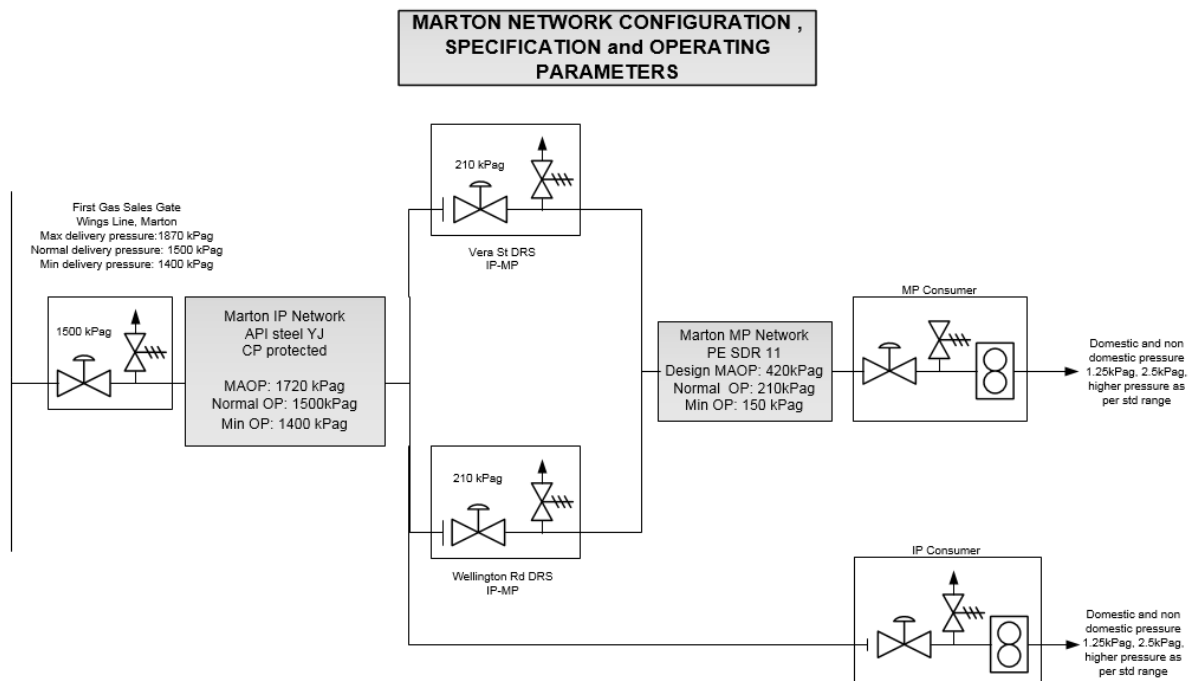 MARTON NETWORK CONFIGURATION ,
SPECIFICATION and OPERATING
PARAMETERS
First Gas Sales Gate
Wings Line, Marton
Max delivery pressure:1870 kPag
Normal delivery pressure: 1500 kPag
Min delivery pressure: 1400 kPag
1500 kPag
Marton IP Network
API steel YJ
CP protected
MAOP: 1720 kPag
Normal OP: 1500kPag
Min OP: 1400 kPag
210 kPag
Vera St DRS
IP-MP
210 kPag
Wellington Rd DRS
IP-MP
Marton MP Network
PE SDR 11
Design MAOP: 420kPag
Normal  OP: 210kPag
Min OP: 150 kPag
MP Consumer
Domestic and non
domestic pressure
1.25kPag, 2.5kPag,
higher pressure as
per std range
IP Consumer
Domestic and non
domestic pressure
1.25kPag, 2.5kPag,
higher pressure as
per std range